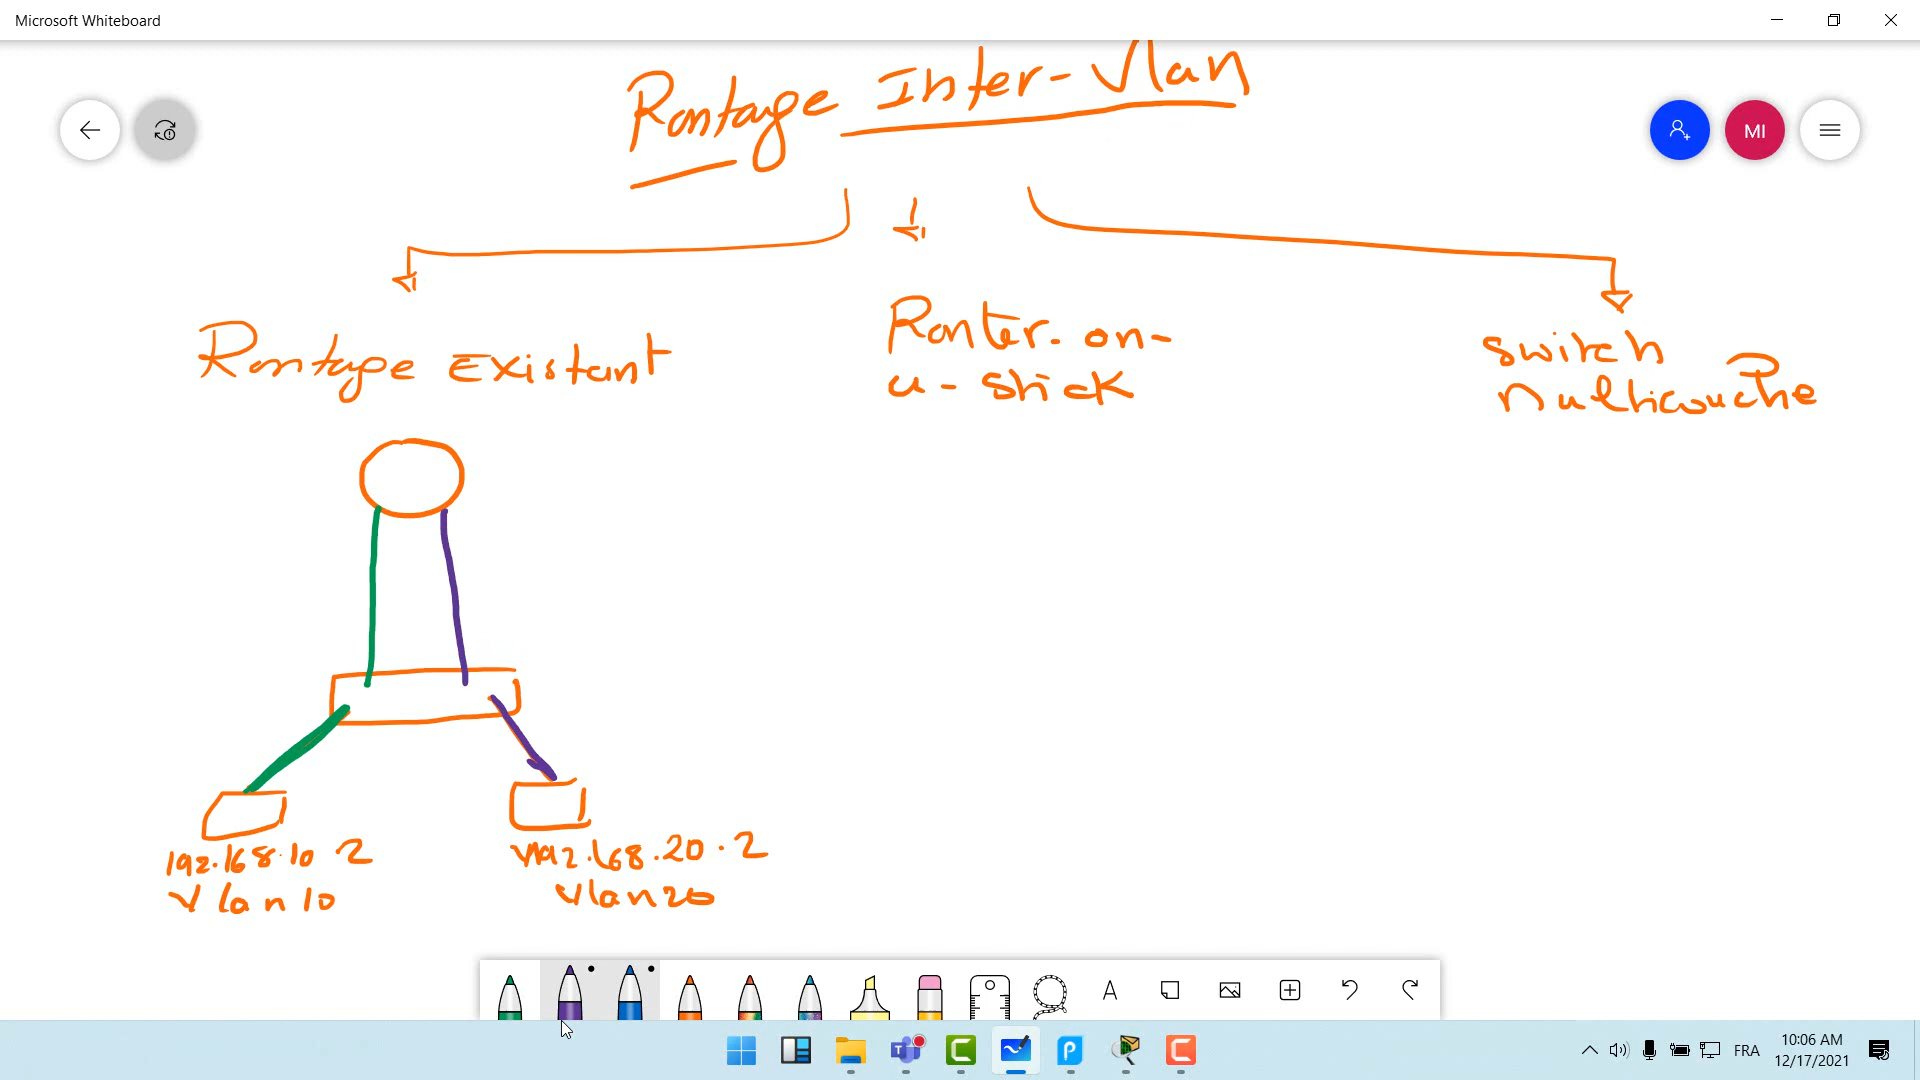 Microsoft Whiteboard
Routage Inter-Vlan
MI
Routage Existant
Router-on-
a-stick
switch
Multicouche
192.168.10.2
Vlan 10
192.168.20.2
Vlan 20
A
FRA
10:06 AM
12/17/2021